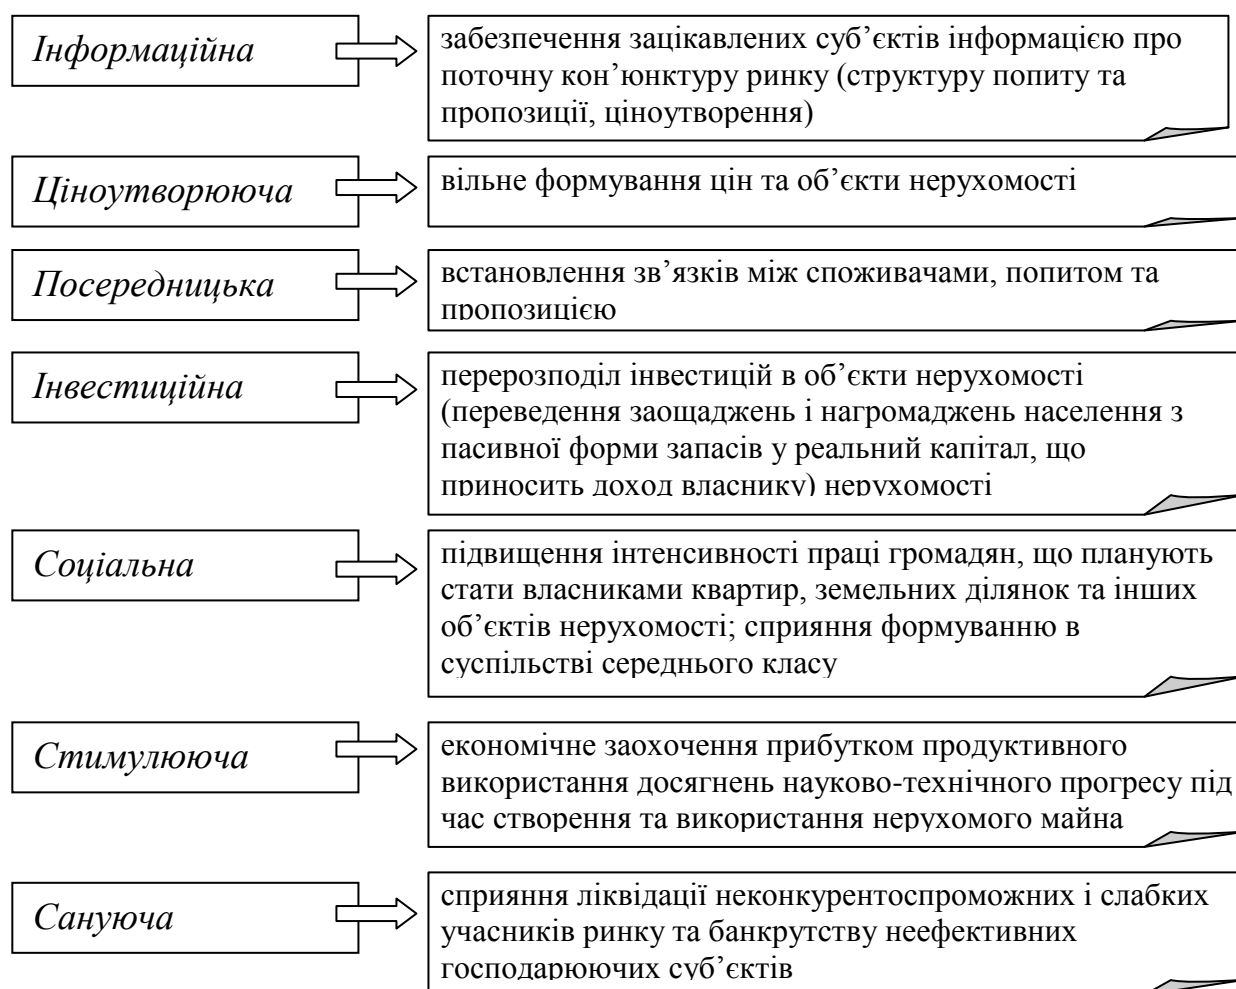 Інформаційна
забезпечення зацікавлених суб’єктів інформацією про
поточну кон’юнктуру ринку (структуру попиту та
пропозиції, ціноутворення)
Ціноутворююча
вільне формування цін та об’єкти нерухомості
Посередницька
встановлення зв’язків між споживачами, попитом та
пропозицією
Інвестиційна
перерозподіл інвестицій в об’єкти нерухомості
(переведення заощаджень і нагромаджень населення з
пасивної форми запасів у реальний капітал, що
приносить доход власнику) нерухомості
Соціальна
підвищення інтенсивності праці громадян, що планують
стати власниками квартир, земельних ділянок та інших
об’єктів нерухомості; сприяння формуванню в
суспільстві середнього класу
Стимулююча
економічне заохочення прибутком продуктивного
використання досягнень науково-технічного прогресу під
час створення та використання нерухомого майна
Сануюча
сприяння ліквідації неконкурентоспроможних і слабких
учасників ринку та банкрутству неефективних
господарюючих суб’єктів